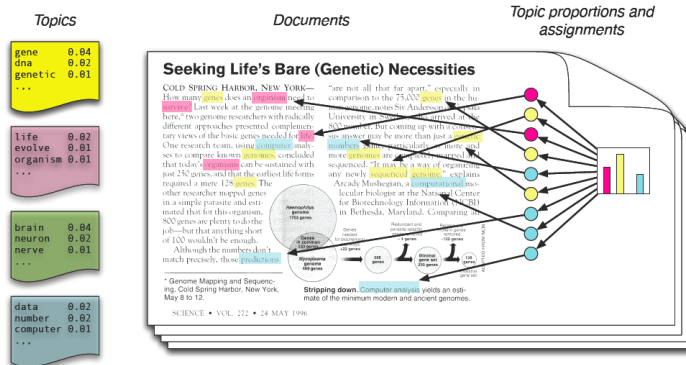 Topics
Documents
Topic proportions and
assignments
gene 0.04
dna 0.02
genetic 0.01
...
life 0.02
evolve 0.01
organism 0.01
...
brain 0.04
neuron 0.02
nerve 0.01
...
data 0.02
number 0.02
computer 0.01
...
Seeking Life's Bare (Genetic) Necessities
COLD SPRING HARBOR, NEW YORK—
How many genes does an organism need to
survive? Last week at the genome meeting
here, two genome researchers with radically
different approaches presented complemen-
tary views of the basic genes needed for life.
One research team, using computer analy-
ses to compare known genomes, concluded
that today's organisms can be sustained with
just 250 genes, and that the earliest life forms
required a mere 128 genes. The
other researcher mapped genes
in a simple parasite and esti-
mated that for this organism,
800 genes are plenty to do the
job—but that anything short
of 100 wouldn't be enough.
Although the numbers don't
match precisely, those predictions
* Genome Mapping and Sequenc-
ing, Cold Spring Harbor, New York,
May 8 to 12.
"are not all that far apart," especially in
comparison to the 75,000 genes in the hu-
genome, notes Siv Andersson
University in arrived at the
800 number. But coming up with a
sus answer may be more than just a
numbers more and
more genomes are mapped and
sequenced. "It may be a way of organizing
any newly sequenced genome," explains
Arcady Mushegian, a computational mo-
lecular biologist at the National Center
for Biotechnology Information (NCBI)
in Bethesda, Maryland. Comparing an
Haemophilus
genome
1703 genes
Genes
in common
233 genes
Mycoplasma
genome
469 genes
Genes
needed
for biochemical
+22 genes
Redundant and
parasite-specific
– 4 genes
256
genes
Minimal
gene set
250 genes
128
genes
Stripping down. Computer analysis yields an esti-
mate of the minimum modern and ancient genomes.
SCIENCE • VOL. 272 • 24 MAY 1996